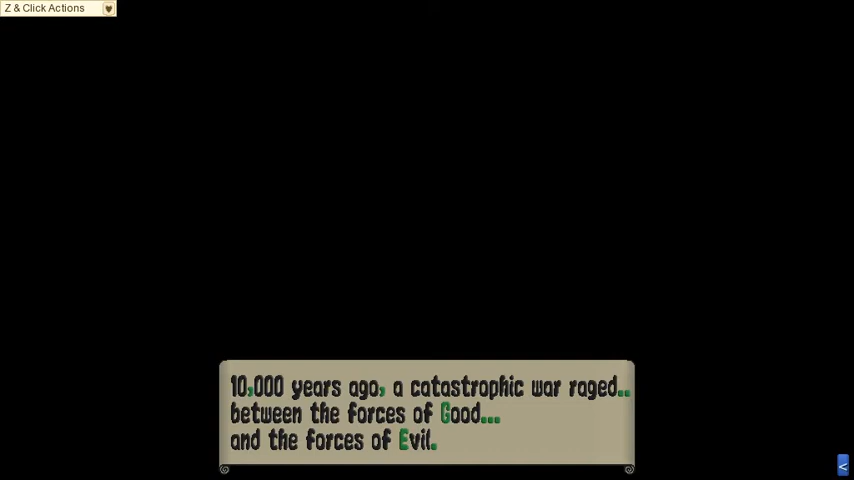 Z & Click Actions
10,000 years ago, a catastrophic war raged..
between the forces of Good...
and the forces of Evil.
<